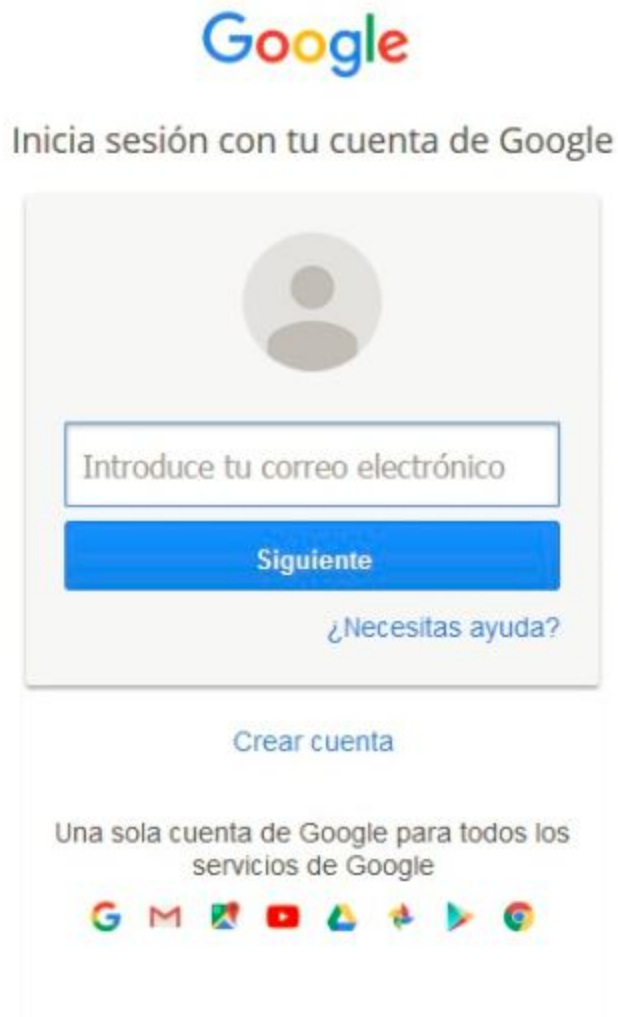 Google
Inicia sesión con tu cuenta de Google
Introduce tu correo electrónico
Siguiente
¿Necesitas ayuda?
Crear cuenta
Una sola cuenta de Google para todos los
servicios de Google